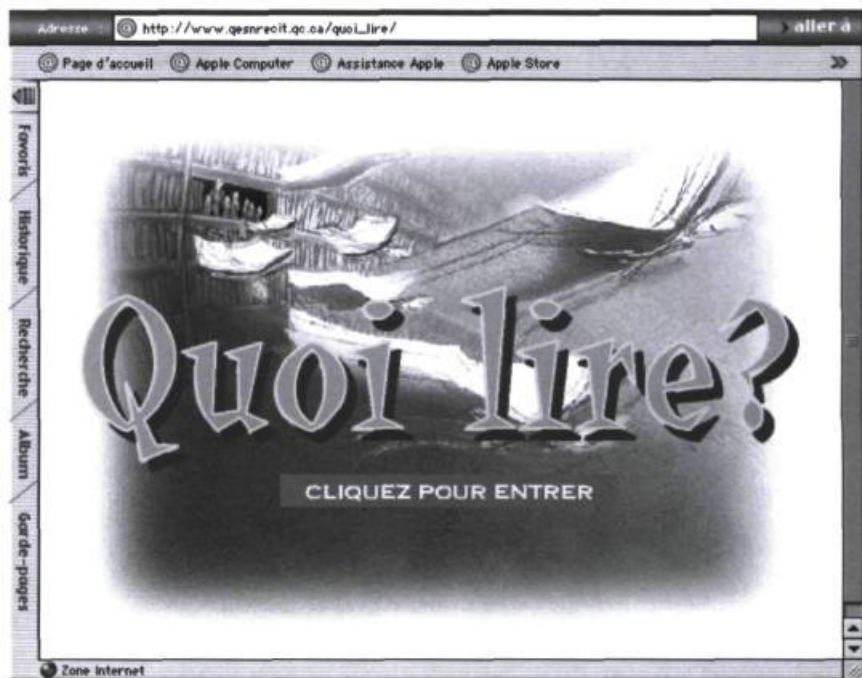 Adresse : @ http://www.qesnrecit.qc.ca/quoi_lire/ › aller à
@ Page d'accueil @ Apple Computer @ Assistance Apple @ Apple Store »
Favoris
Historique
Recherche
Album
Garde-pages
Quoi lire?
CLIQUEZ POUR ENTRER
Zone Internet